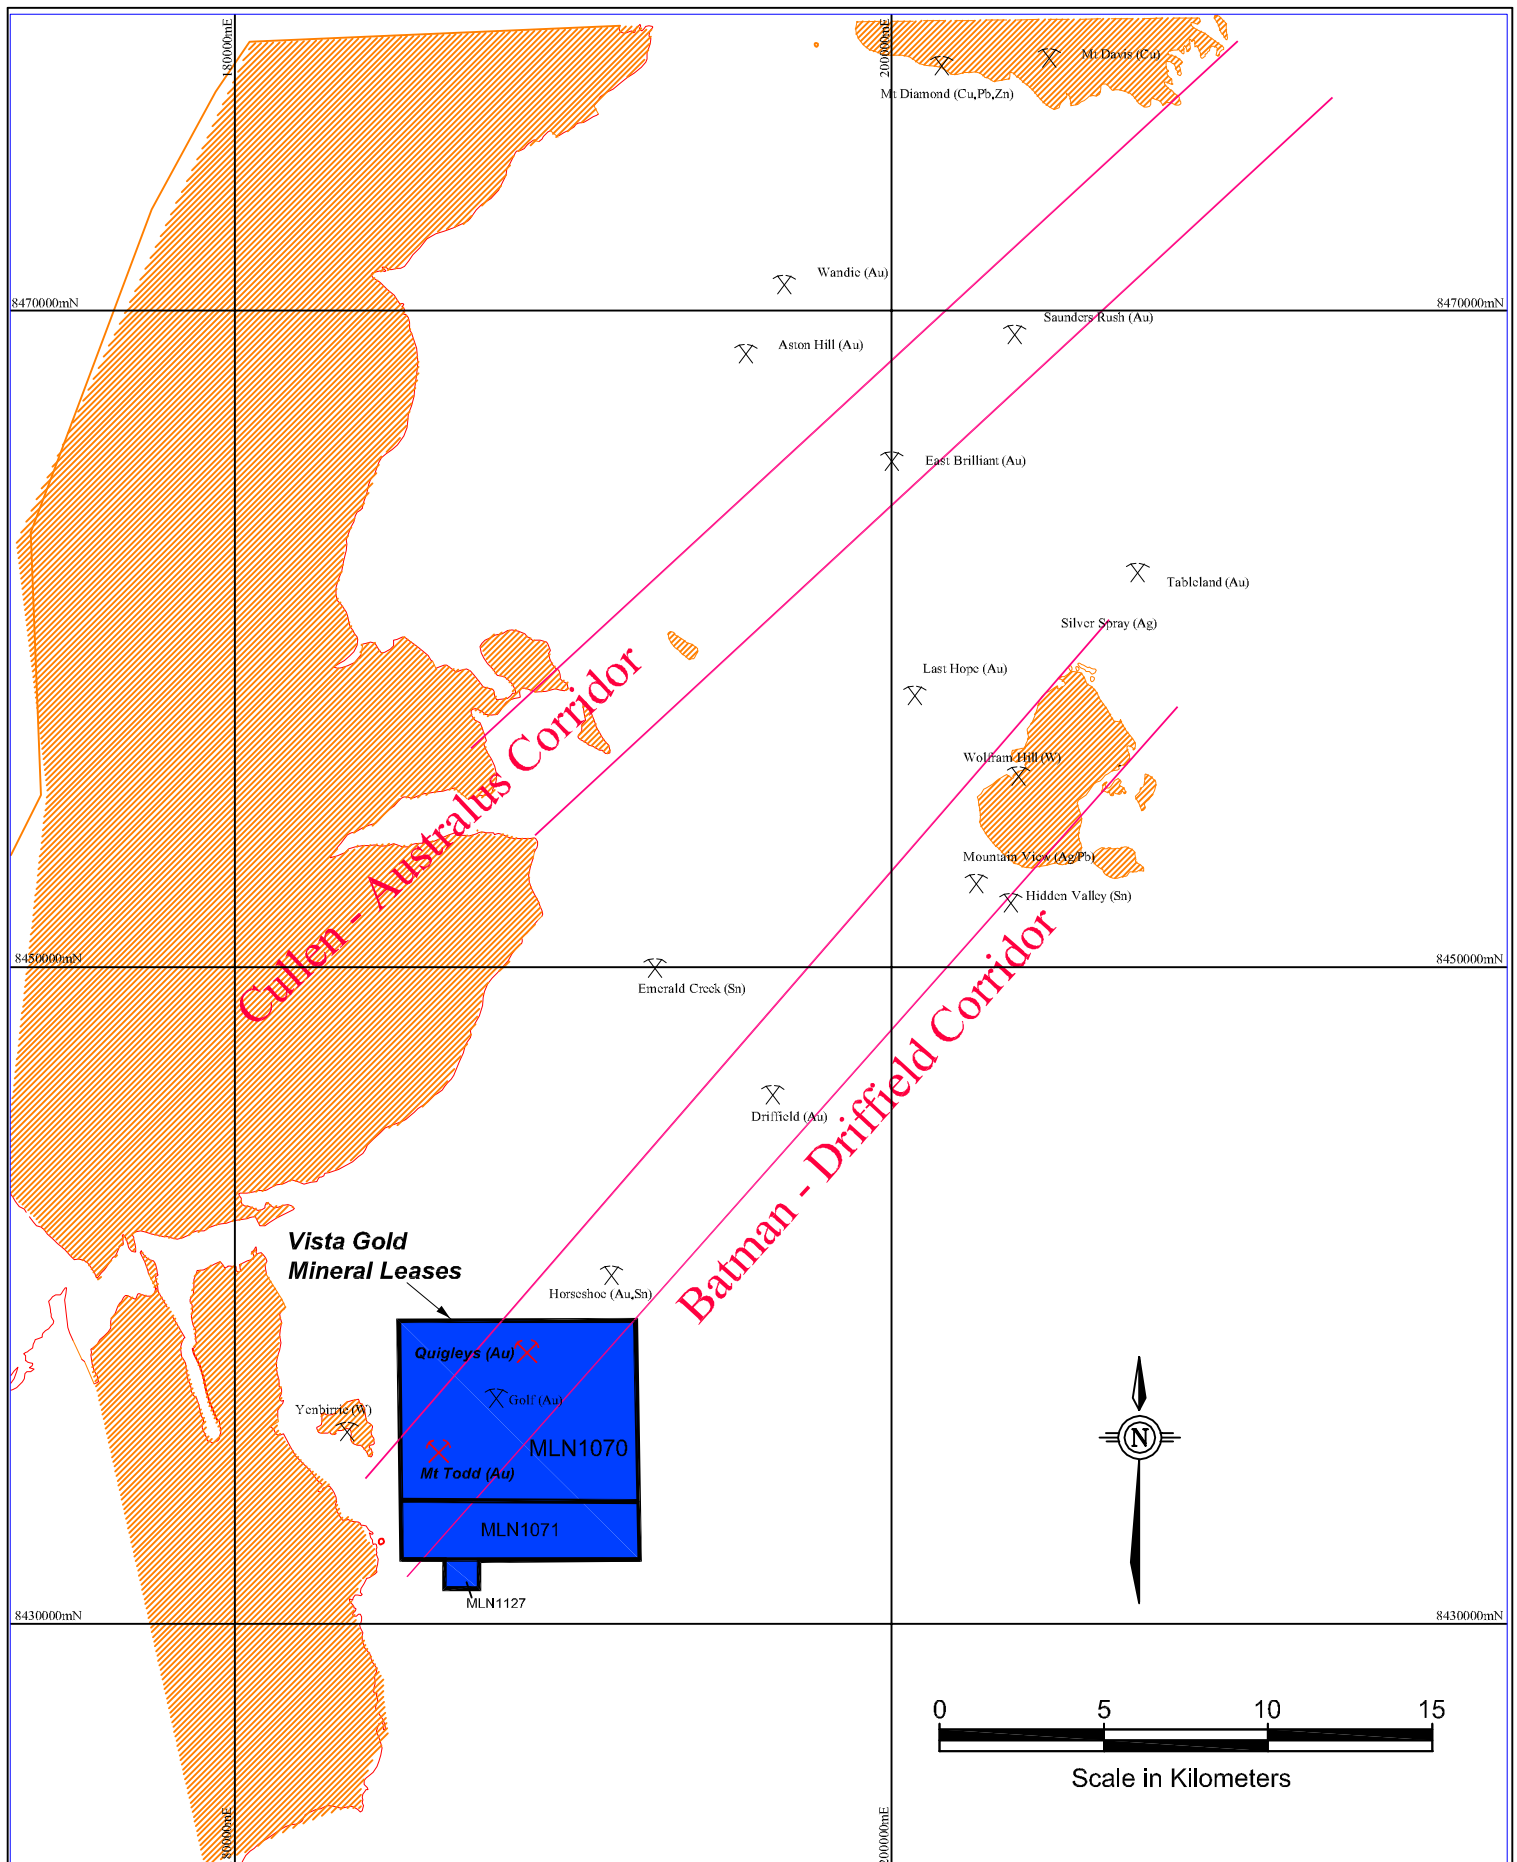 180000mE
200000mE
Mt Davis (Cu)
Mt Diamond (Cu,Pb,Zn)
Wandie (Au)
8470000mN
8470000mN
Saunders Rush (Au)
Aston Hill (Au)
East Brilliant (Au)
Tableland (Au)
Silver Spray (Ag)
Last Hope (Au)
Cullen - Australus Corridor
Wolfram Hill (W)
Mountain View (Ag/Pb)
Hidden Valley (Sn)
8450000mN
Emerald Creek (Sn)
Driffield (Au)
Batman - Driffield Corridor
Vista Gold
Mineral Leases
Horseshoe (Au,Sn)
Quigleys (Au)
Golf (Au)
Yenbirrie (W)
MLN1070
Mt Todd (Au)
N
MLN1071
MLN1127
8430000mN
8430000mN
0 5 10 15
Scale in Kilometers
80000mE
200000mE